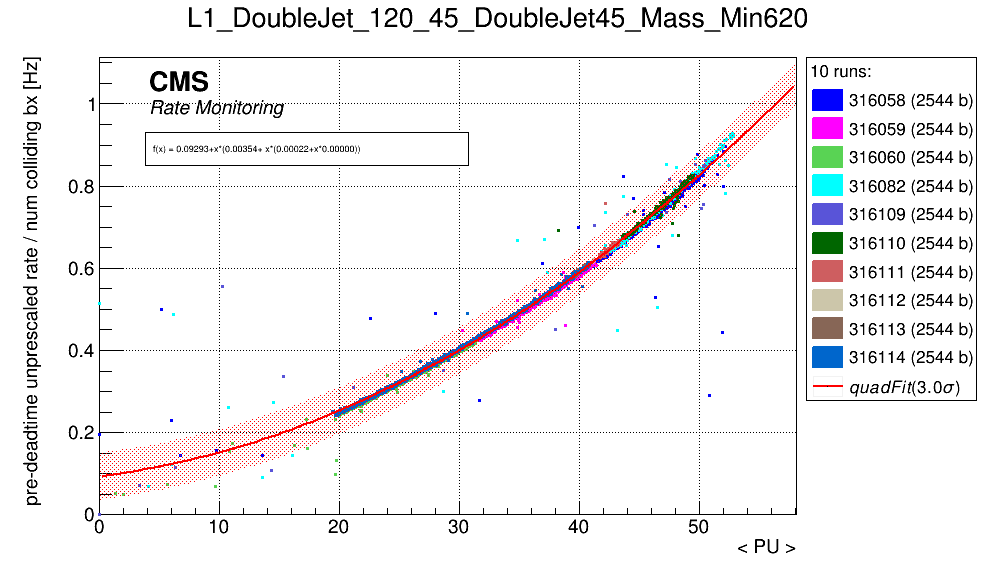 L1_DoubleJet_120_45_DoubleJet45_Mass_Min620
pre-deadtime unprescaled rate / num colliding bx [Hz]
CMS
Rate Monitoring
f(x) = 0.09293+x*(0.00354+ x*(0.00022+x*0.00000))
1
0.8
0.6
0.4
0.2
0
0 10 20 30 40 50
< PU >
10 runs:
316058 (2544 b)
316059 (2544 b)
316060 (2544 b)
316082 (2544 b)
316109 (2544 b)
316110 (2544 b)
316111 (2544 b)
316112 (2544 b)
316113 (2544 b)
316114 (2544 b)
quadFit(3.0σ)